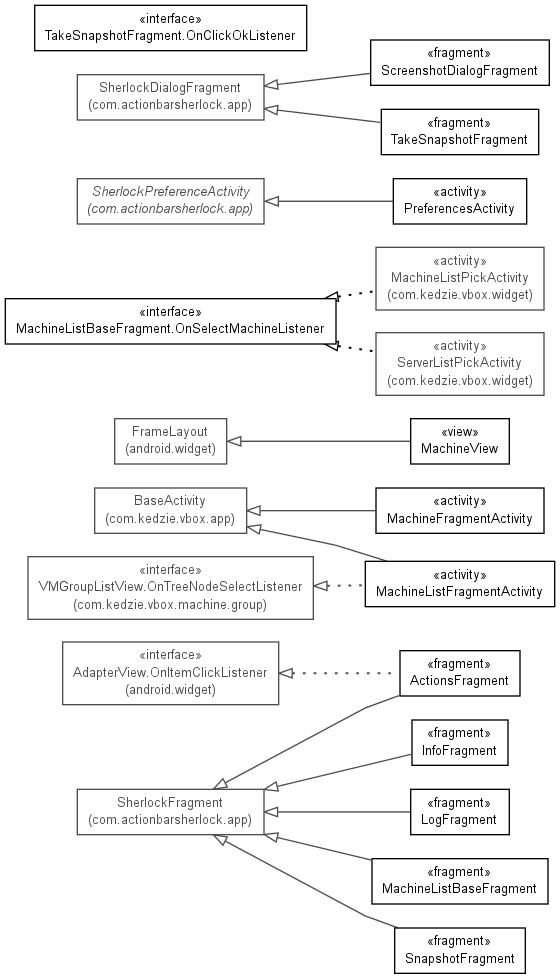 «interface»
TakeSnapshotFragment.OnClickOkListener
SherlockDialogFragment
(com.actionbarsherlock.app)
«fragment»
ScreenshotDialogFragment
«fragment»
TakeSnapshotFragment
SherlockPreferenceActivity
(com.actionbarsherlock.app)
«activity»
PreferencesActivity
«activity»
MachineListPickActivity
(com.kedzie.vbox.widget)
«interface»
MachineListBaseFragment.OnSelectMachineListener
«activity»
ServerListPickActivity
(com.kedzie.vbox.widget)
FrameLayout
(android.widget)
«view»
MachineView
BaseActivity
(com.kedzie.vbox.app)
«activity»
MachineFragmentActivity
«interface»
VMGroupListView.OnTreeNodeSelectListener
(com.kedzie.vbox.machine.group)
«activity»
MachineListFragmentActivity
«interface»
AdapterView.OnItemClickListener
(android.widget)
«fragment»
ActionsFragment
«fragment»
InfoFragment
SherlockFragment
(com.actionbarsherlock.app)
«fragment»
LogFragment
«fragment»
MachineListBaseFragment
«fragment»
SnapshotFragment